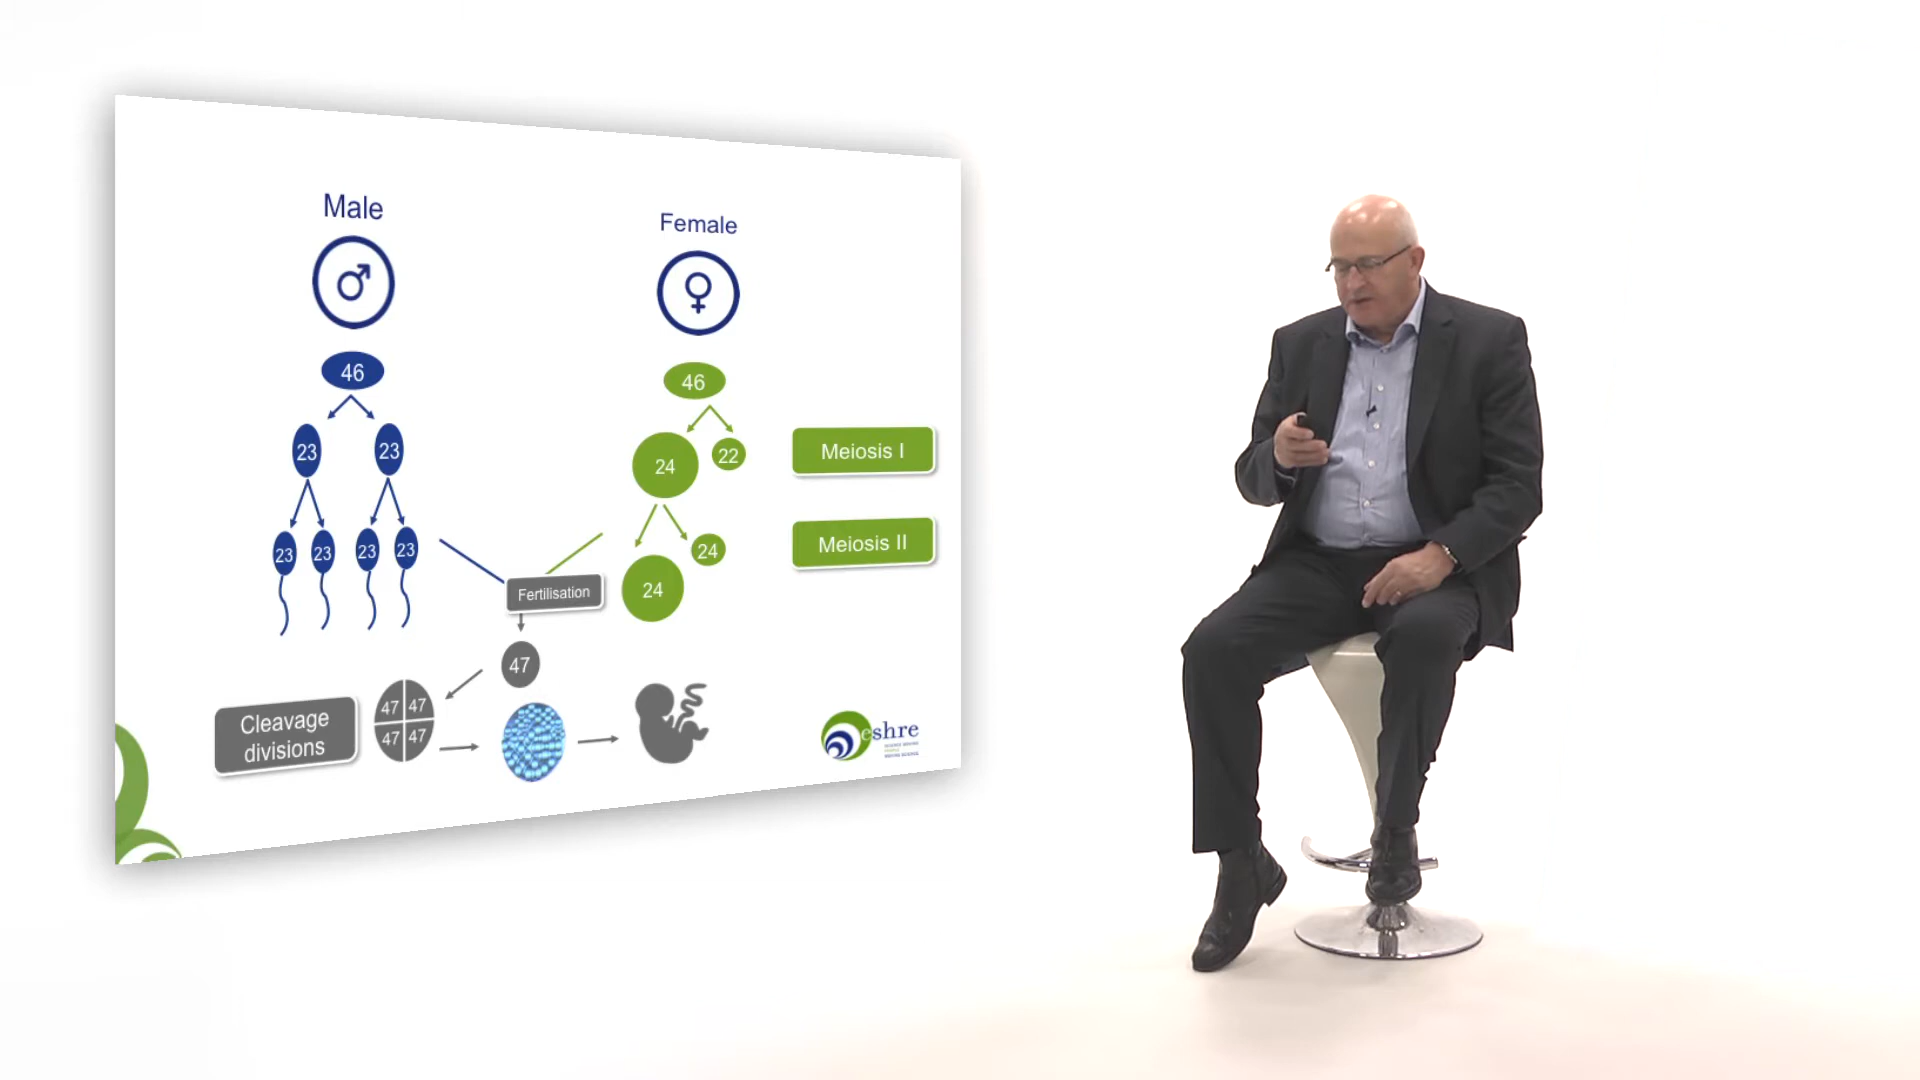 Male
Female
46
46
23
23
24
22
Meiosis I
23
23
23
23
24
24
Meiosis II
Fertilisation
47
Cleavage
divisions
47
47
47
47
eshre